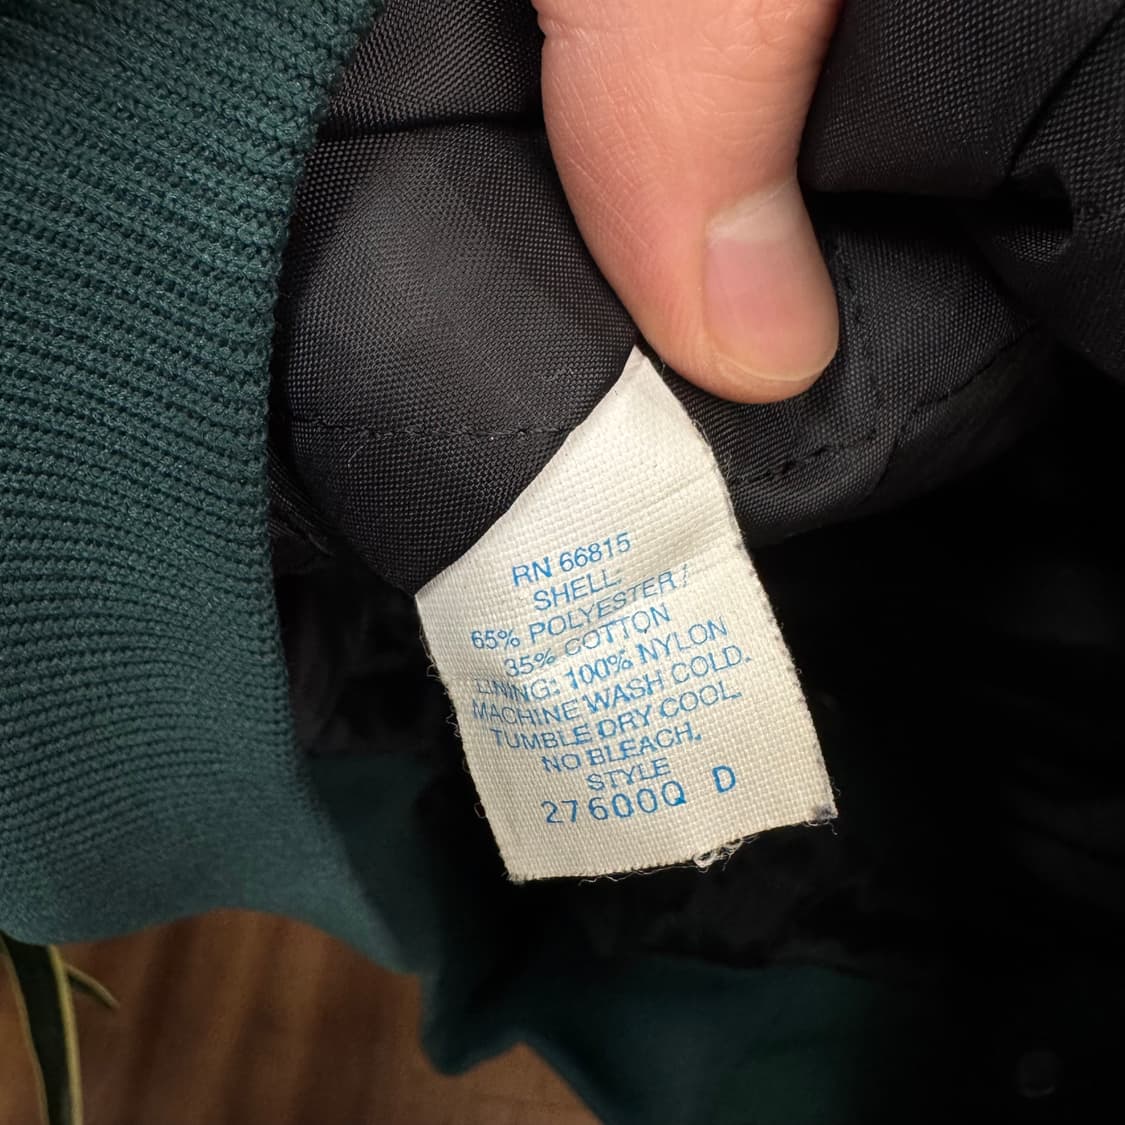 RN 66815
SHELL:
65% POLYESTER/
35% COTTON
LINING: 100% NYLON
MACHINE WASH COLD.
TUMBLE DRY COOL.
NO BLEACH.
STYLE
27600Q D